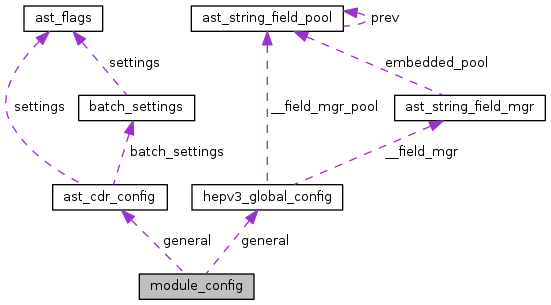 ast_flags
ast_string_field_pool
prev
settings
embedded_pool
settings
batch_settings
__field_mgr_pool
ast_string_field_mgr
batch_settings
__field_mgr
ast_cdr_config
hepv3_global_config
general
general
module_config